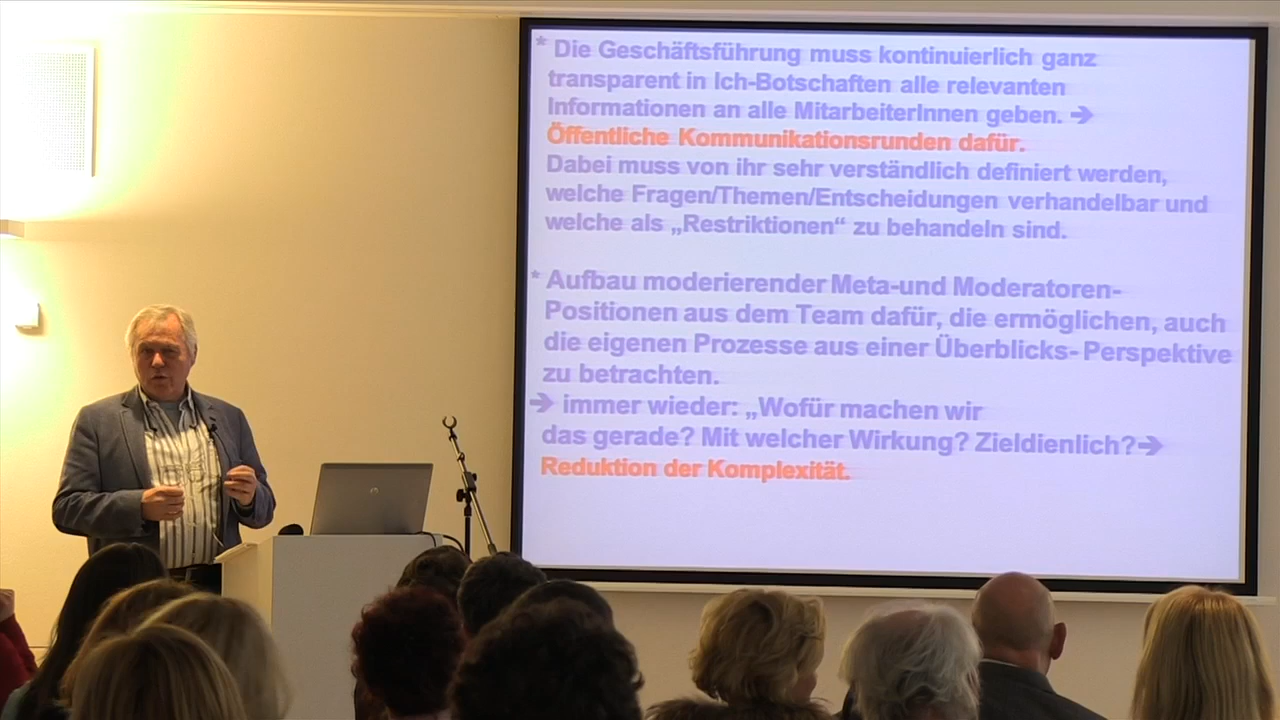 * Die Geschäftsführung muss kontinuierlich ganz
transparent in Ich-Botschaften alle relevanten
Informationen an alle MitarbeiterInnen geben. ➔
Öffentliche Kommunikationsrunden dafür.
Dabei muss von ihr sehr verständlich definiert werden,
welche Fragen/Themen/Entscheidungen verhandelbar und
welche als „Restriktionen“ zu behandeln sind.
* Aufbau moderierender Meta-und Moderatoren-
Positionen aus dem Team dafür, die ermöglichen, auch
die eigenen Prozesse aus einer Überblicks- Perspektive
zu betrachten.
➔ immer wieder: „Wofür machen wir
das gerade? Mit welcher Wirkung? Zieldienlich?➔
Reduktion der Komplexität.